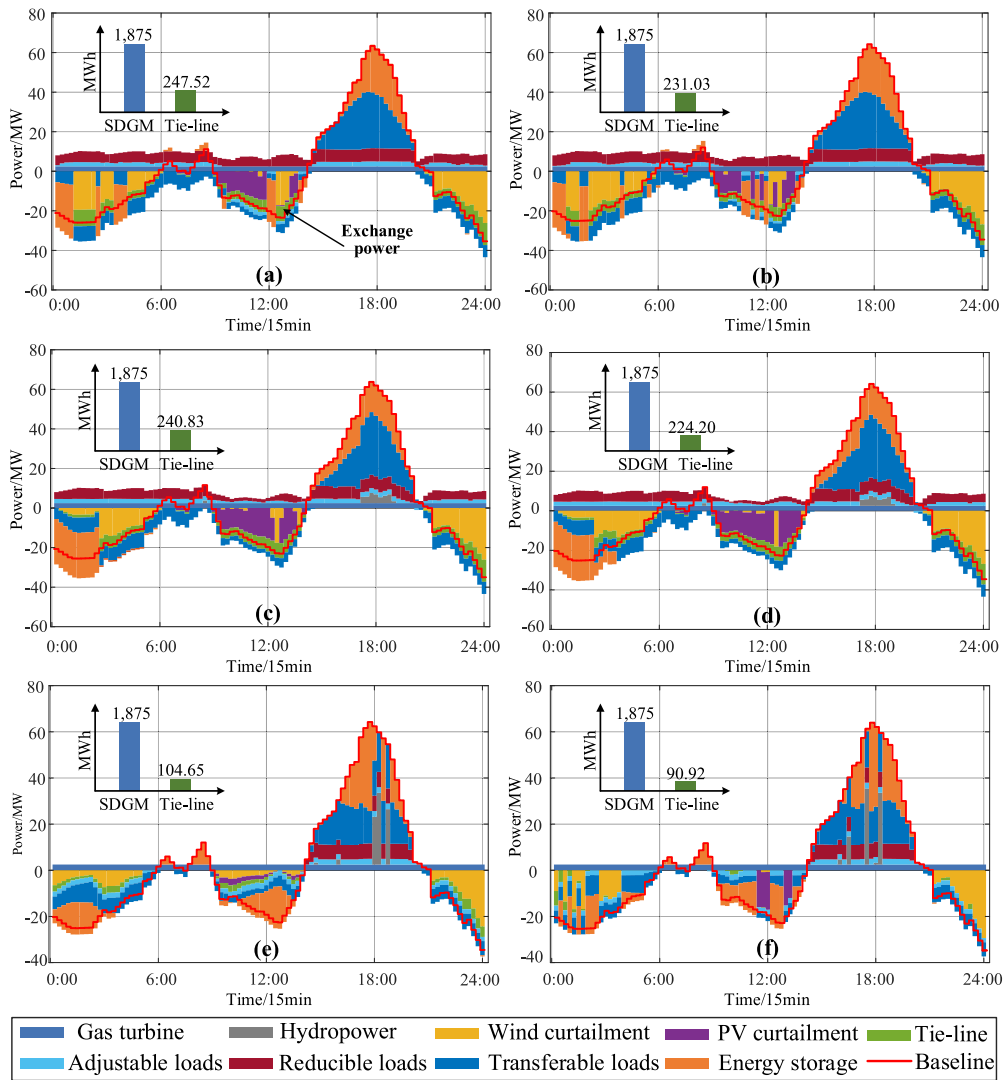 80
60
40
20
0
-20
-40
-60
Power/MW
MWh
1,875
247.52
SDGM Tie-line
Exchange
power
(a)
0:00 6:00 12:00 18:00 24:00
Time/15min
80
60
40
20
0
-20
-40
-60
Power/MW
MWh
1,875
231.03
SDGM Tie-line
(b)
0:00 6:00 12:00 18:00 24:00
Time/15min
80
60
40
20
0
-20
-40
-60
Power/MW
MWh
1,875
240.83
SDGM Tie-line
(c)
0:00 6:00 12:00 18:00 24:00
Time/15min
80
60
40
20
0
-20
-40
-60
Power/MW
MWh
1,875
224.20
SDGM Tie-line
(d)
0:00 6:00 12:00 18:00 24:00
Time/15min
80
60
40
20
0
-20
-40
Power/MW
MWh
1,875
104.65
SDGM Tie-line
(e)
0:00 6:00 12:00 18:00 24:00
Time/15min
80
60
40
20
0
-20
-40
Power/MW
MWh
1,875
90.92
SDGM Tie-line
(f)
0:00 6:00 12:00 18:00 24:00
Time/15min
Gas turbine Hydropower Wind curtailment PV curtailment Tie-line
Adjustable loads Reducible loads Transferable loads Energy storage Baseline